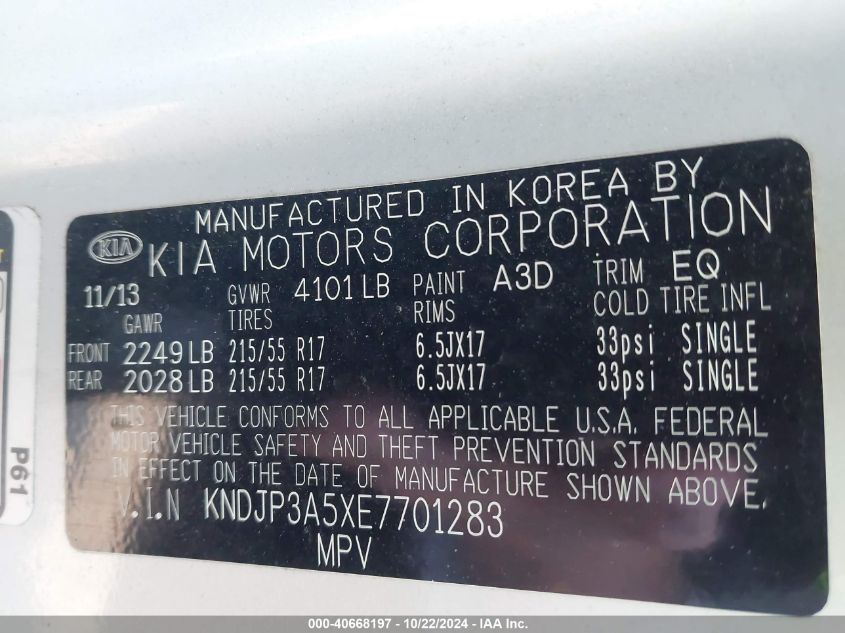 MANUFACTURED IN KOREA BY
KIA KIA MOTORS CORPORATION
11/13 GVWR 4101 LB PAINT A3D TRIM EQ
GAWR TIRES RIMS COLD TIRE INFL
FRONT 2249 LB 215/55 R17 6.5JX17 33psi SINGLE
REAR 2028 LB 215/55 R17 6.5JX17 33psi SINGLE
THIS VEHICLE CONFORMS TO ALL APPLICABLE U.S.A. FEDERAL
MOTOR VEHICLE SAFETY AND THEFT PREVENTION STANDARDS
IN EFFECT ON THE DATE OF MANUFACTURE SHOWN ABOVE.
V.I.N KNDJP3A5XE7701283
MPV
P61
000-40668197 - 10/22/2024 - IAA Inc.